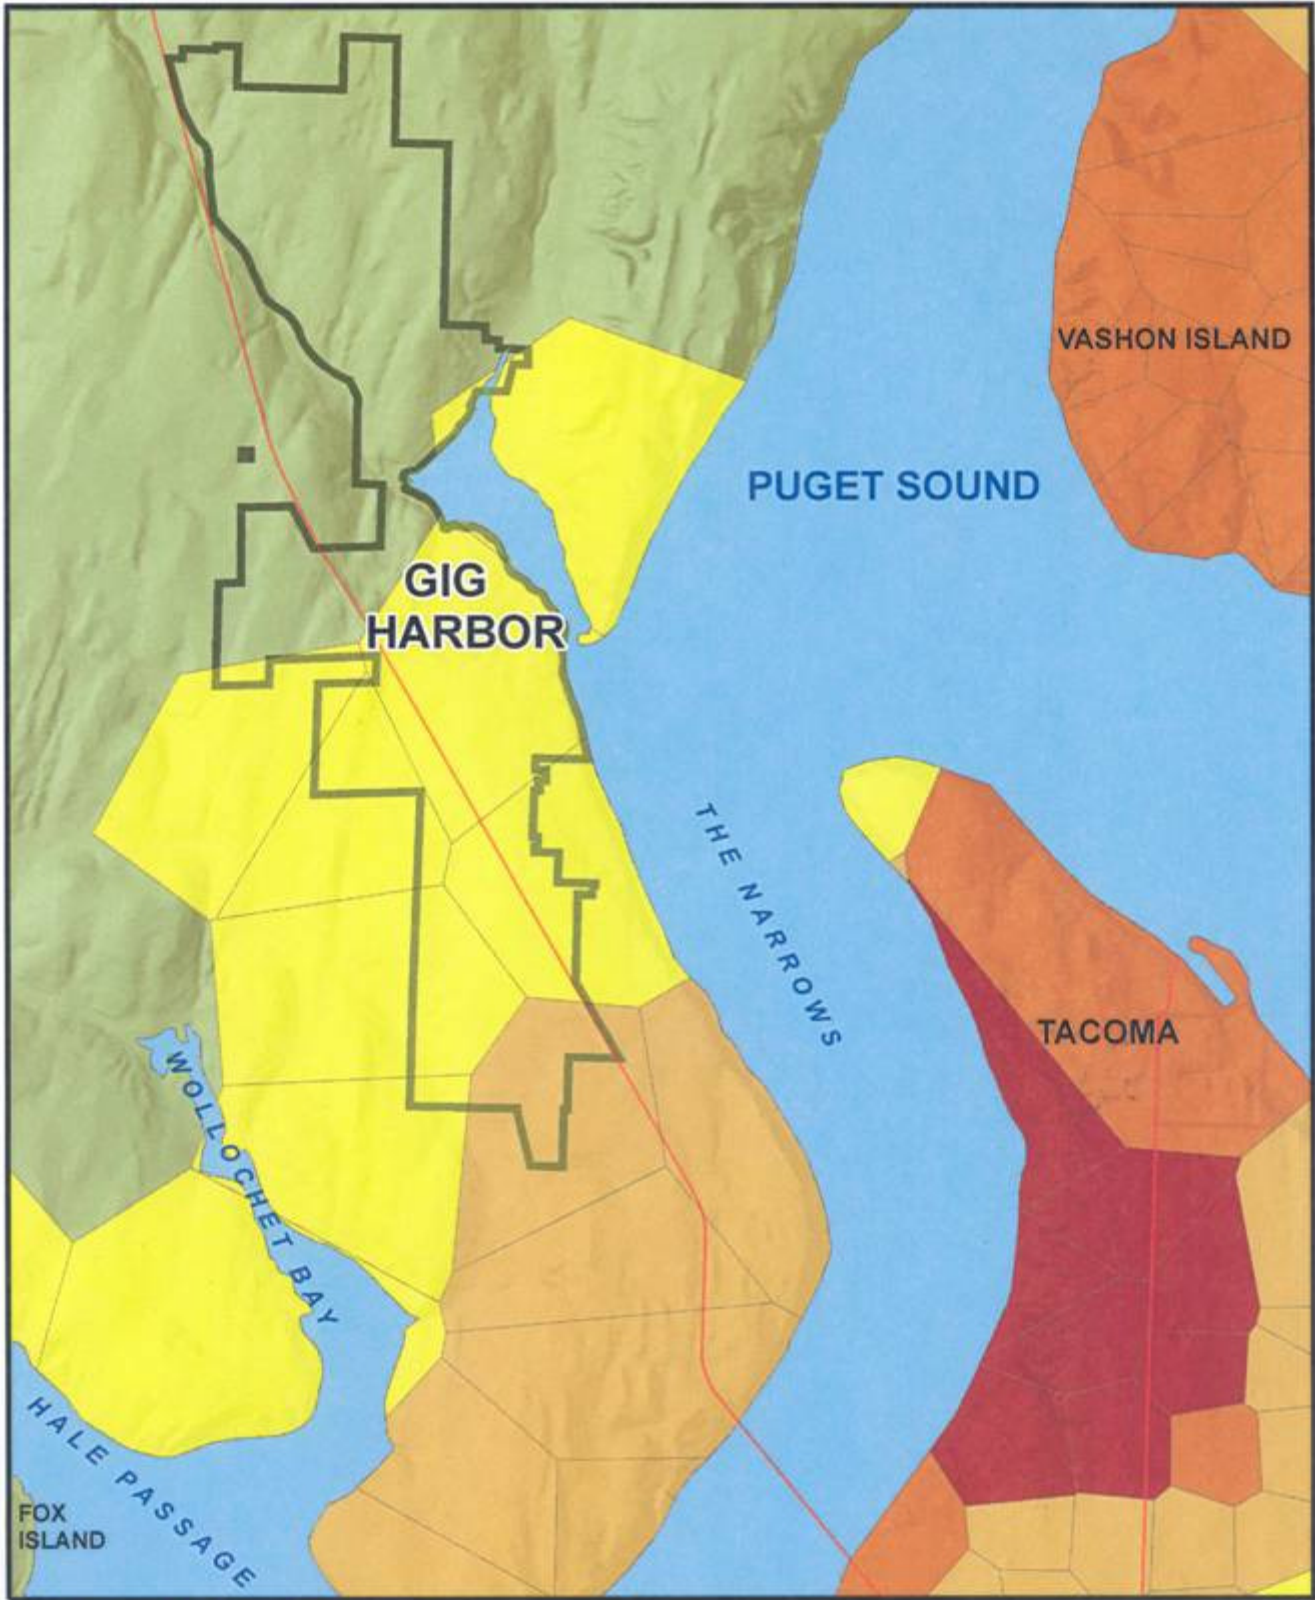 VASHON ISLAND
PUGET SOUND
GIG
HARBOR
THE NARROWS
TACOMA
WOLLOCHET BAY
HALE PASSAGE
FOX
ISLAND